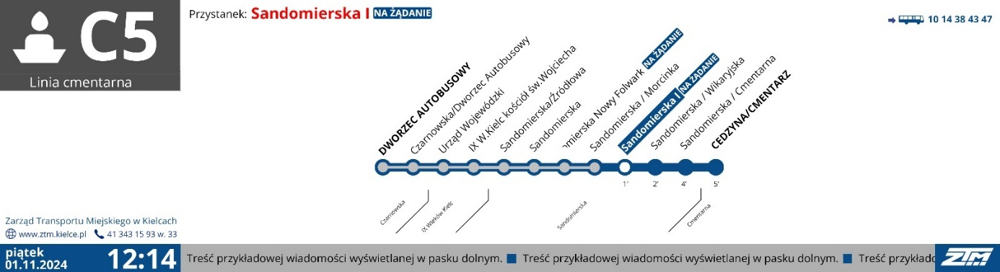 C5
Linia cmentarna
Przystanek: Sandomierska I NA ŻĄDANIE
10 14 38 43 47
DWORZEC AUTOBUSOWY
Czarnowska/Dworzec Autobusowy
Urząd Wojewódzki
IX W.Kielc kościół św.Wojciecha
Sandomierska/Źródłowa
Sandomierska
mierska Nowy Folwark NA ŻĄDANIE
Sandomierska / Morcinka
Sandomierska I NA ŻĄDANIE
Sandomierska / Wikaryjska
Sandomierska / Cmentarna
CEDZYNA/CMENTARZ
1' 2' 4' 5'
Czarnowska
IX Wieków Kielc
Sandomierska
Cmentarna
Zarząd Transportu Miejskiego w Kielcach
www.ztm.kielce.pl 41 343 15 93 w. 33
piątek
01.11.2024
12:14
Treść przykładowej wiadomości wyświetlanej w pasku dolnym. Treść przykładowej wiadomości wyświetlanej w pasku dolnym. Treść przykłado
ZTM